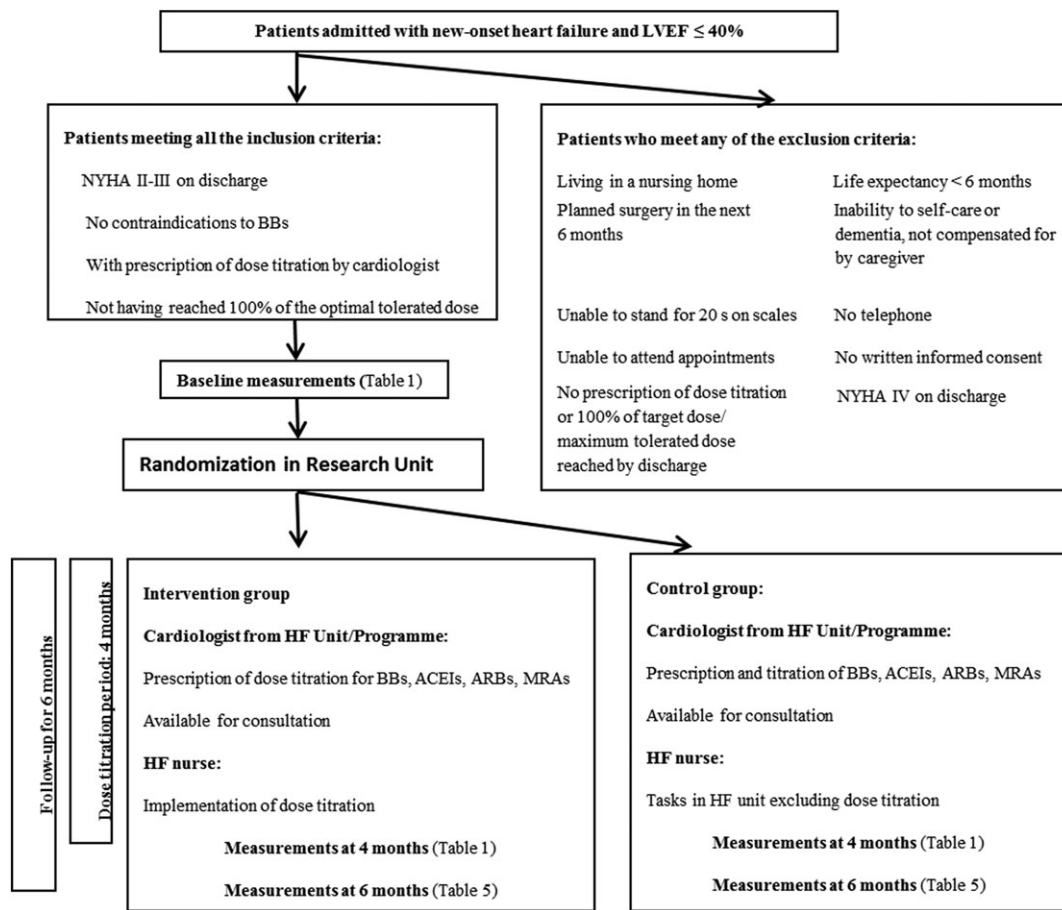 Patients admitted with new-onset heart failure and LVEF ≤ 40%
Patients meeting all the inclusion criteria:
NYHA II-III on discharge
No contraindications to BBs
With prescription of dose titration by cardiologist
Not having reached 100% of the optimal tolerated dose
Patients who meet any of the exclusion criteria:
Living in a nursing home
Planned surgery in the next
6 months
Unable to stand for 20 s on scales
Unable to attend appointments
No prescription of dose titration
or 100% of target dose/
maximum tolerated dose
reached by discharge
Life expectancy < 6 months
Inability to self-care or
dementia, not compensated for
by caregiver
No telephone
No written informed consent
NYHA IV on discharge
Baseline measurements (Table 1)
Randomization in Research Unit
Follow-up for 6 months
Dose titration period: 4 months
Intervention group
Cardiologist from HF Unit/Programme:
Prescription of dose titration for BBs, ACEIs, ARBs, MRAs
Available for consultation
HF nurse:
Implementation of dose titration
Measurements at 4 months (Table 1)
Measurements at 6 months (Table 5)
Control group:
Cardiologist from HF Unit/Programme:
Prescription and titration of BBs, ACEIs, ARBs, MRAs
Available for consultation
HF nurse:
Tasks in HF unit excluding dose titration
Measurements at 4 months (Table 1)
Measurements at 6 months (Table 5)